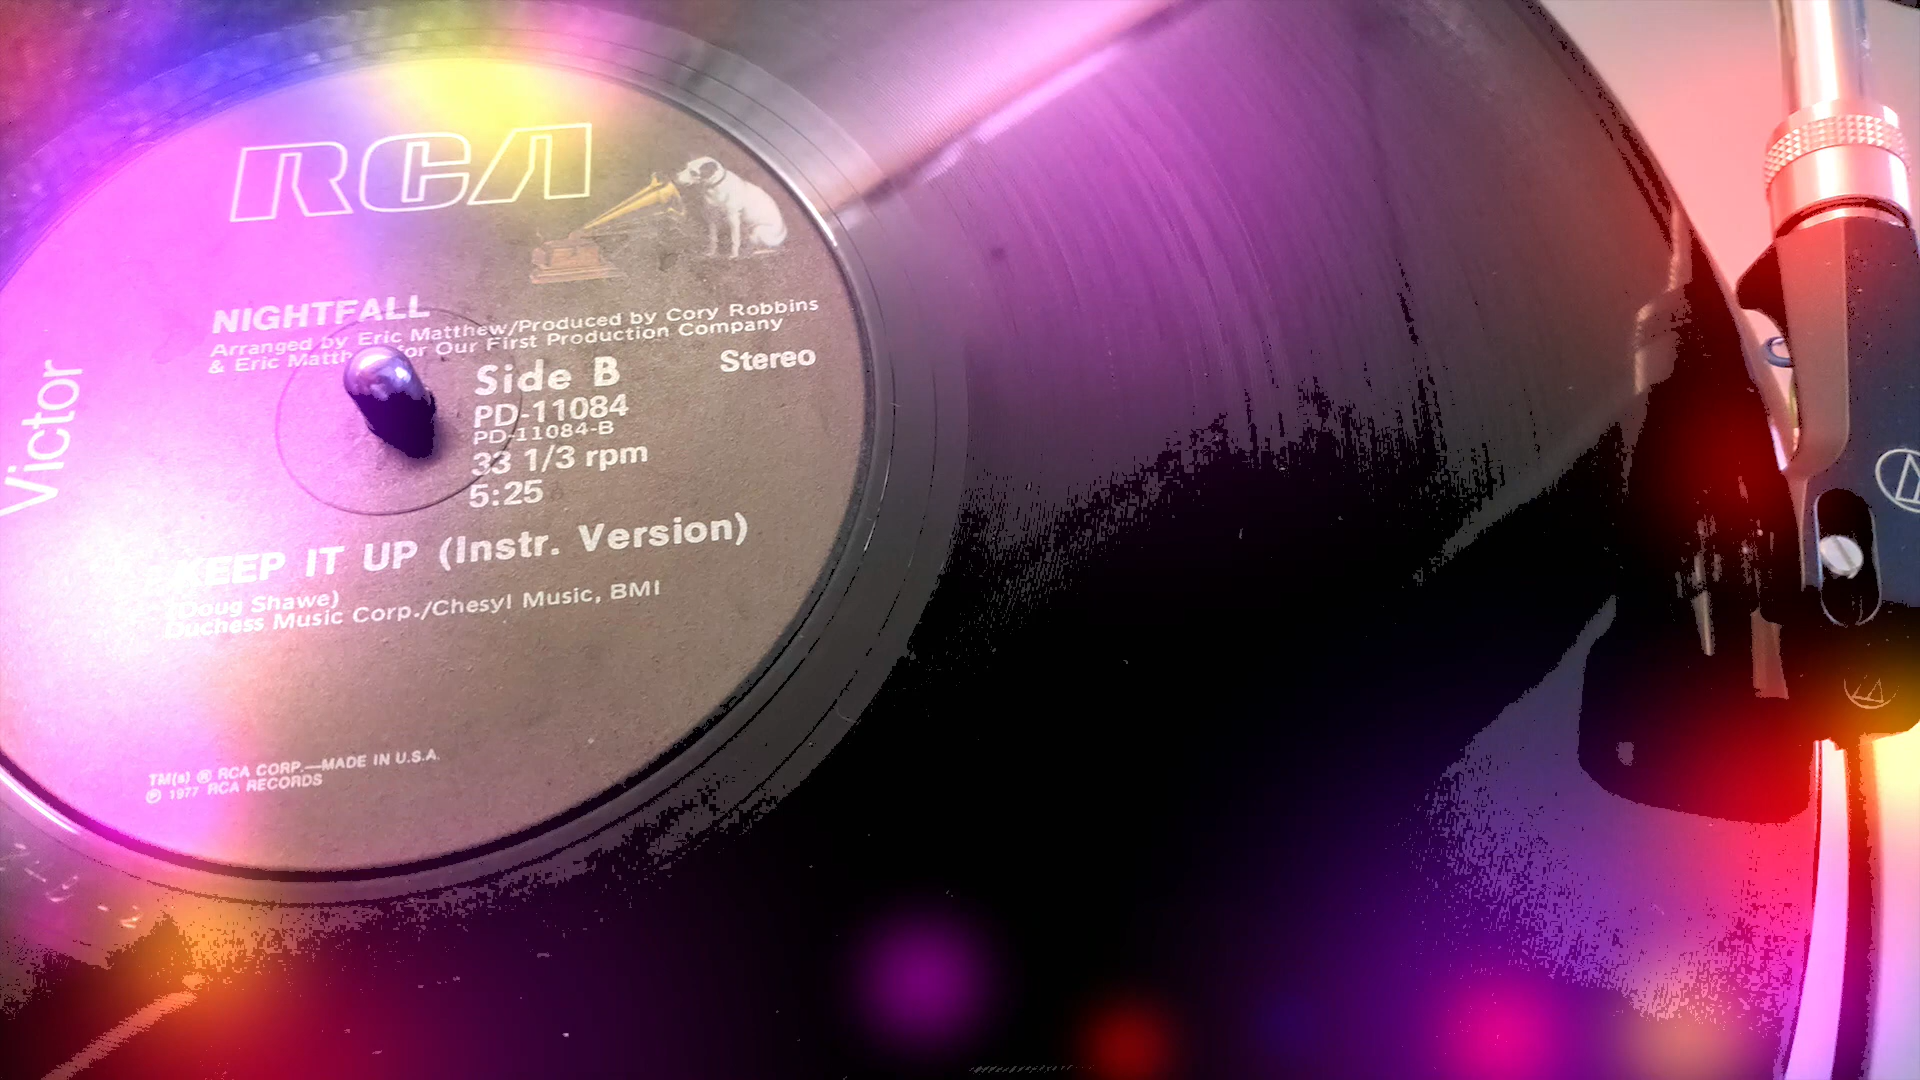 RCA
Victor
NIGHTFALL
Arranged by Eric Matthew/Produced by Cory Robbins
& Eric Matth for Our First Production Company
Side B
Stereo
PD-11084
PD-11084-B
33 1/3 rpm
5:25
KEEP IT UP (Instr. Version)
(Doug Shawe)
Duchess Music Corp./Chesyl Music, BMI
TM(s) ® RCA CORP.—MADE IN U.S.A.
℗ 1977 RCA RECORDS